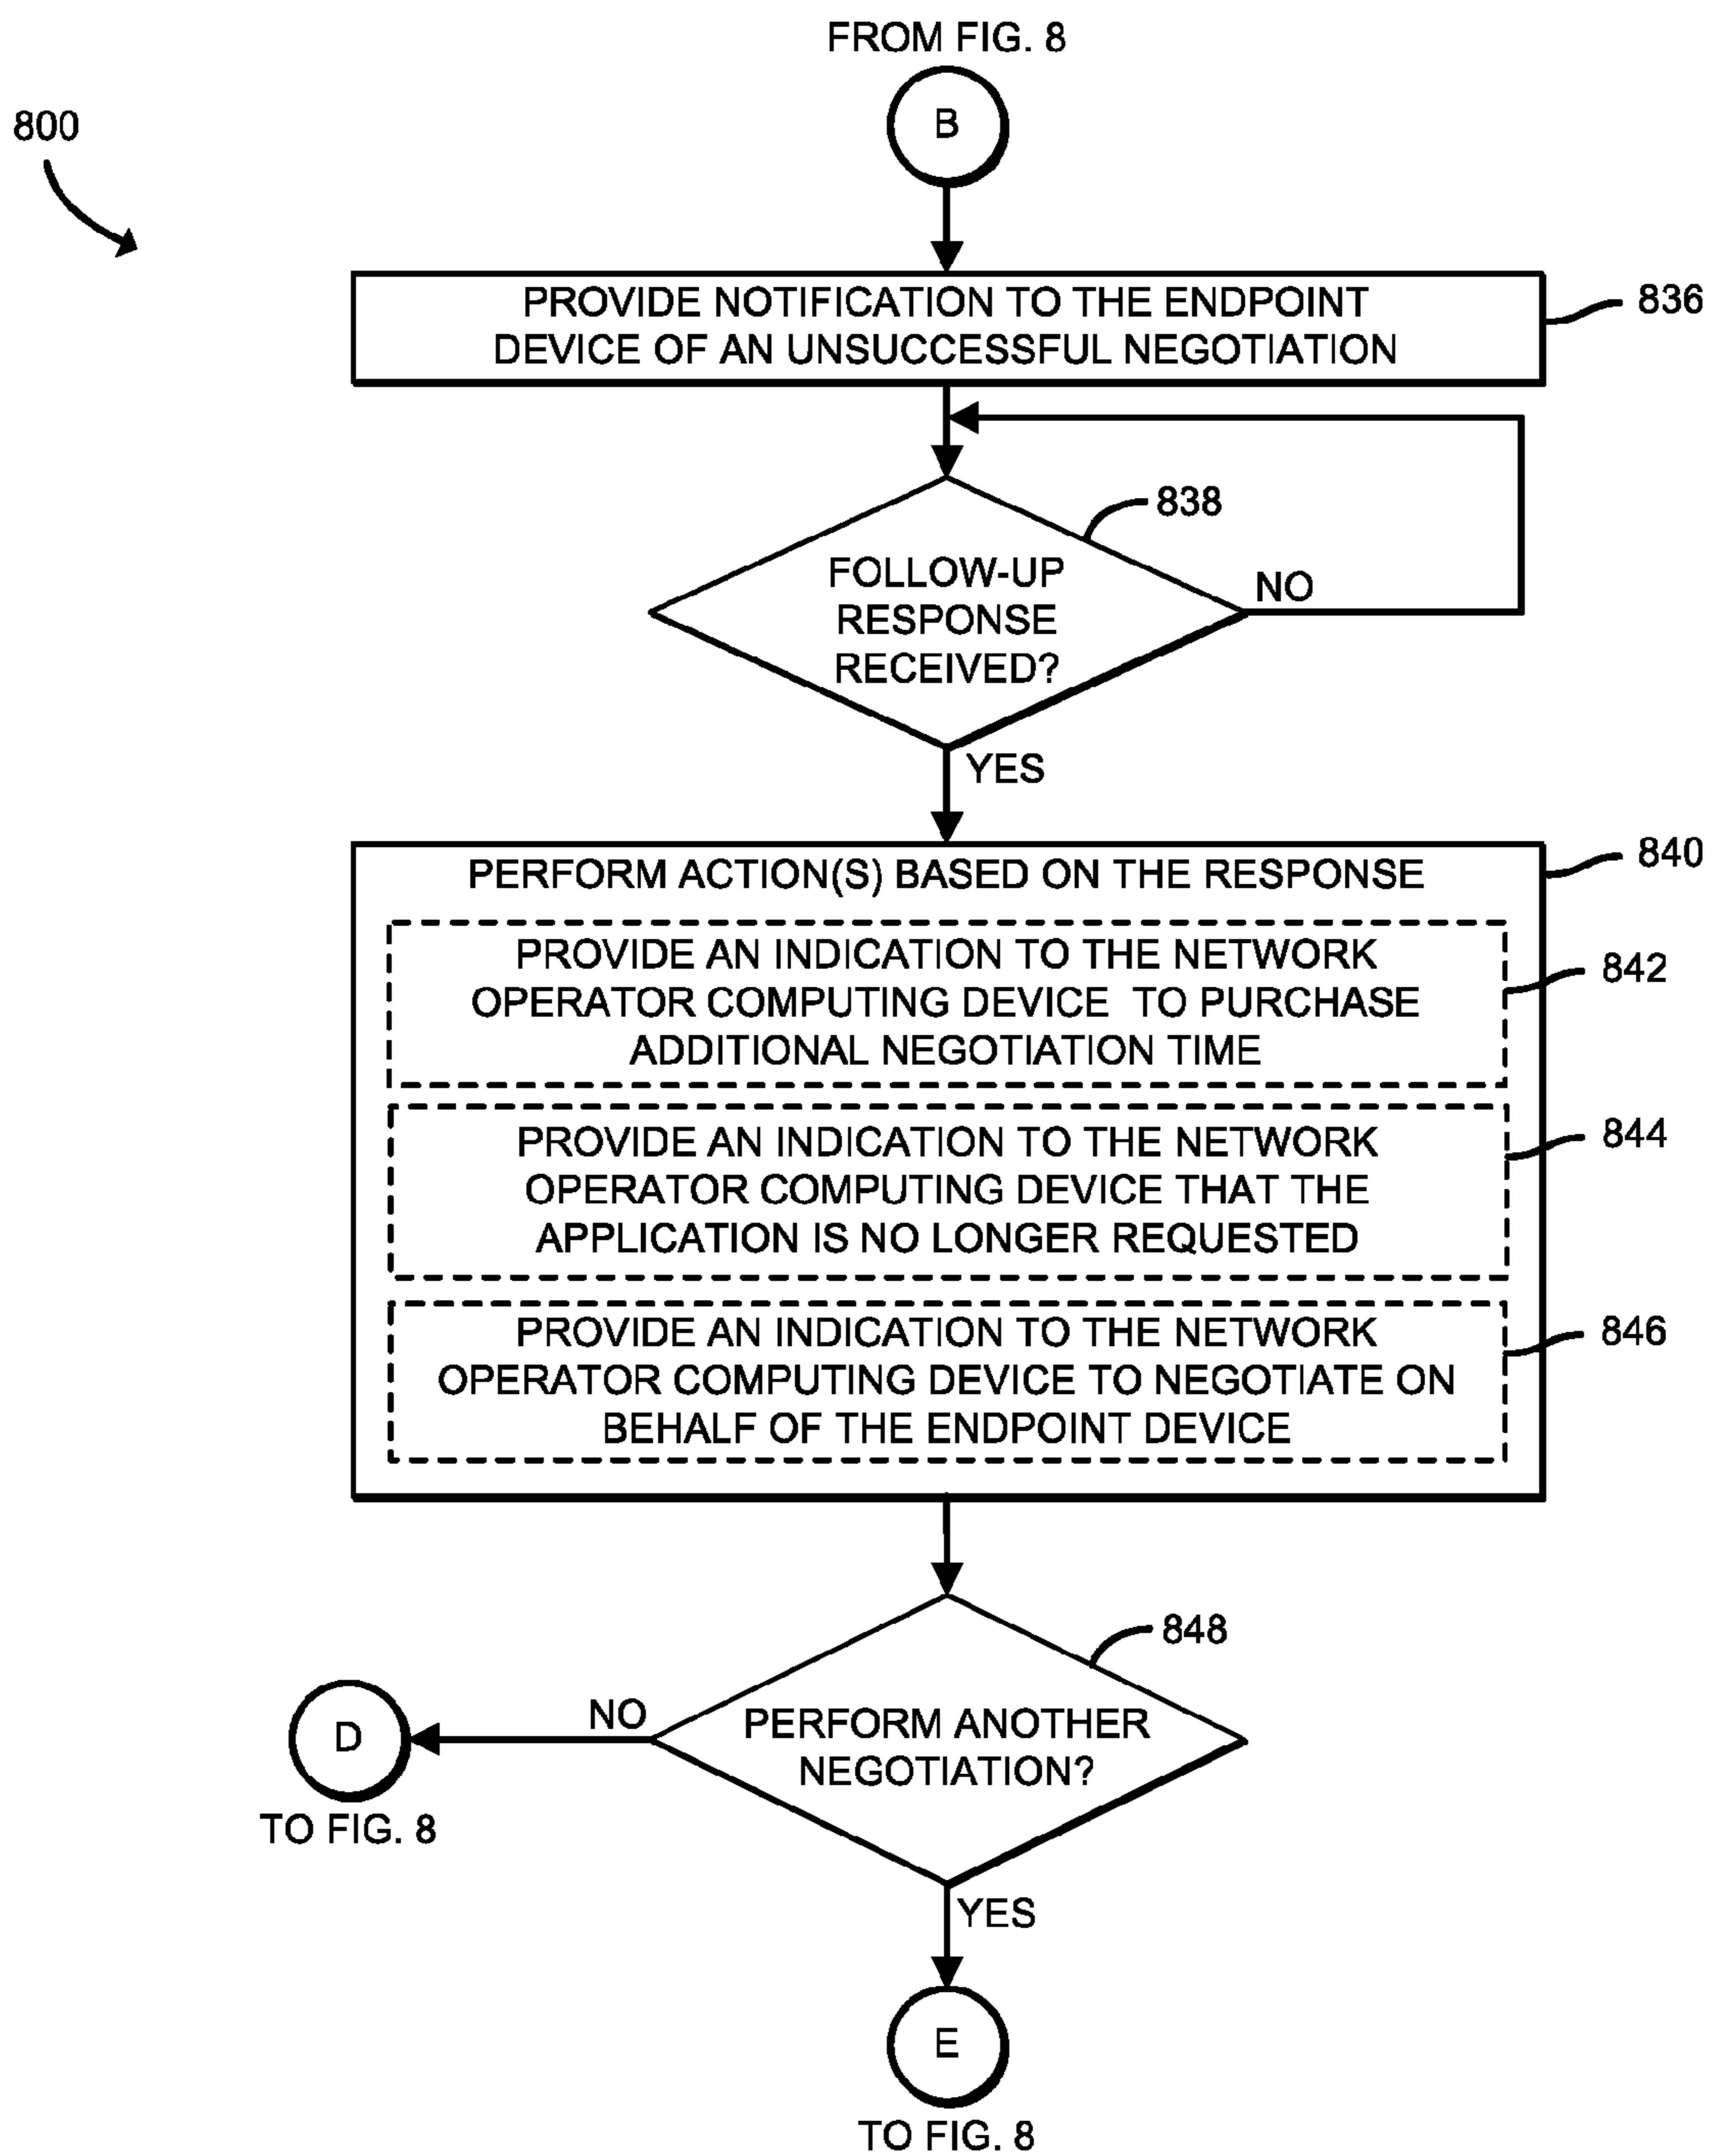 FROM FIG. 8
B
800
PROVIDE NOTIFICATION TO THE ENDPOINT
DEVICE OF AN UNSUCCESSFUL NEGOTIATION
836
838
FOLLOW-UP
RESPONSE
RECEIVED?
NO
YES
PERFORM ACTION(S) BASED ON THE RESPONSE
840
PROVIDE AN INDICATION TO THE NETWORK
OPERATOR COMPUTING DEVICE TO PURCHASE
ADDITIONAL NEGOTIATION TIME
842
PROVIDE AN INDICATION TO THE NETWORK
OPERATOR COMPUTING DEVICE THAT THE
APPLICATION IS NO LONGER REQUESTED
844
PROVIDE AN INDICATION TO THE NETWORK
OPERATOR COMPUTING DEVICE TO NEGOTIATE ON
BEHALF OF THE ENDPOINT DEVICE
846
848
PERFORM ANOTHER
NEGOTIATION?
NO
D
TO FIG. 8
YES
E
TO FIG. 8